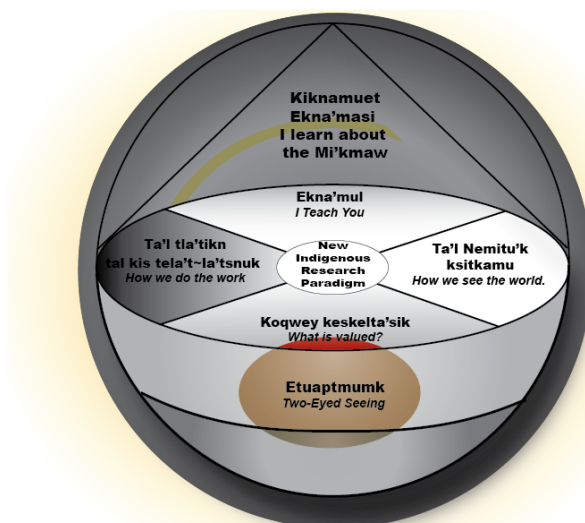 Kiknamuet
Ekna'masi
I learn about
the Mi'kmaw
Ekna'mul
I Teach You
Ta'l tla'tikn
tal kis telat'~la'tsnuk
How we do the work
New
Indigenous
Research
Paradigm
Ta'l Nemitu'k
ksitkamu
How we see the world.
Koqwey keskelta'sik
What is valued?
Etuaptmumk
Two-Eyed Seeing